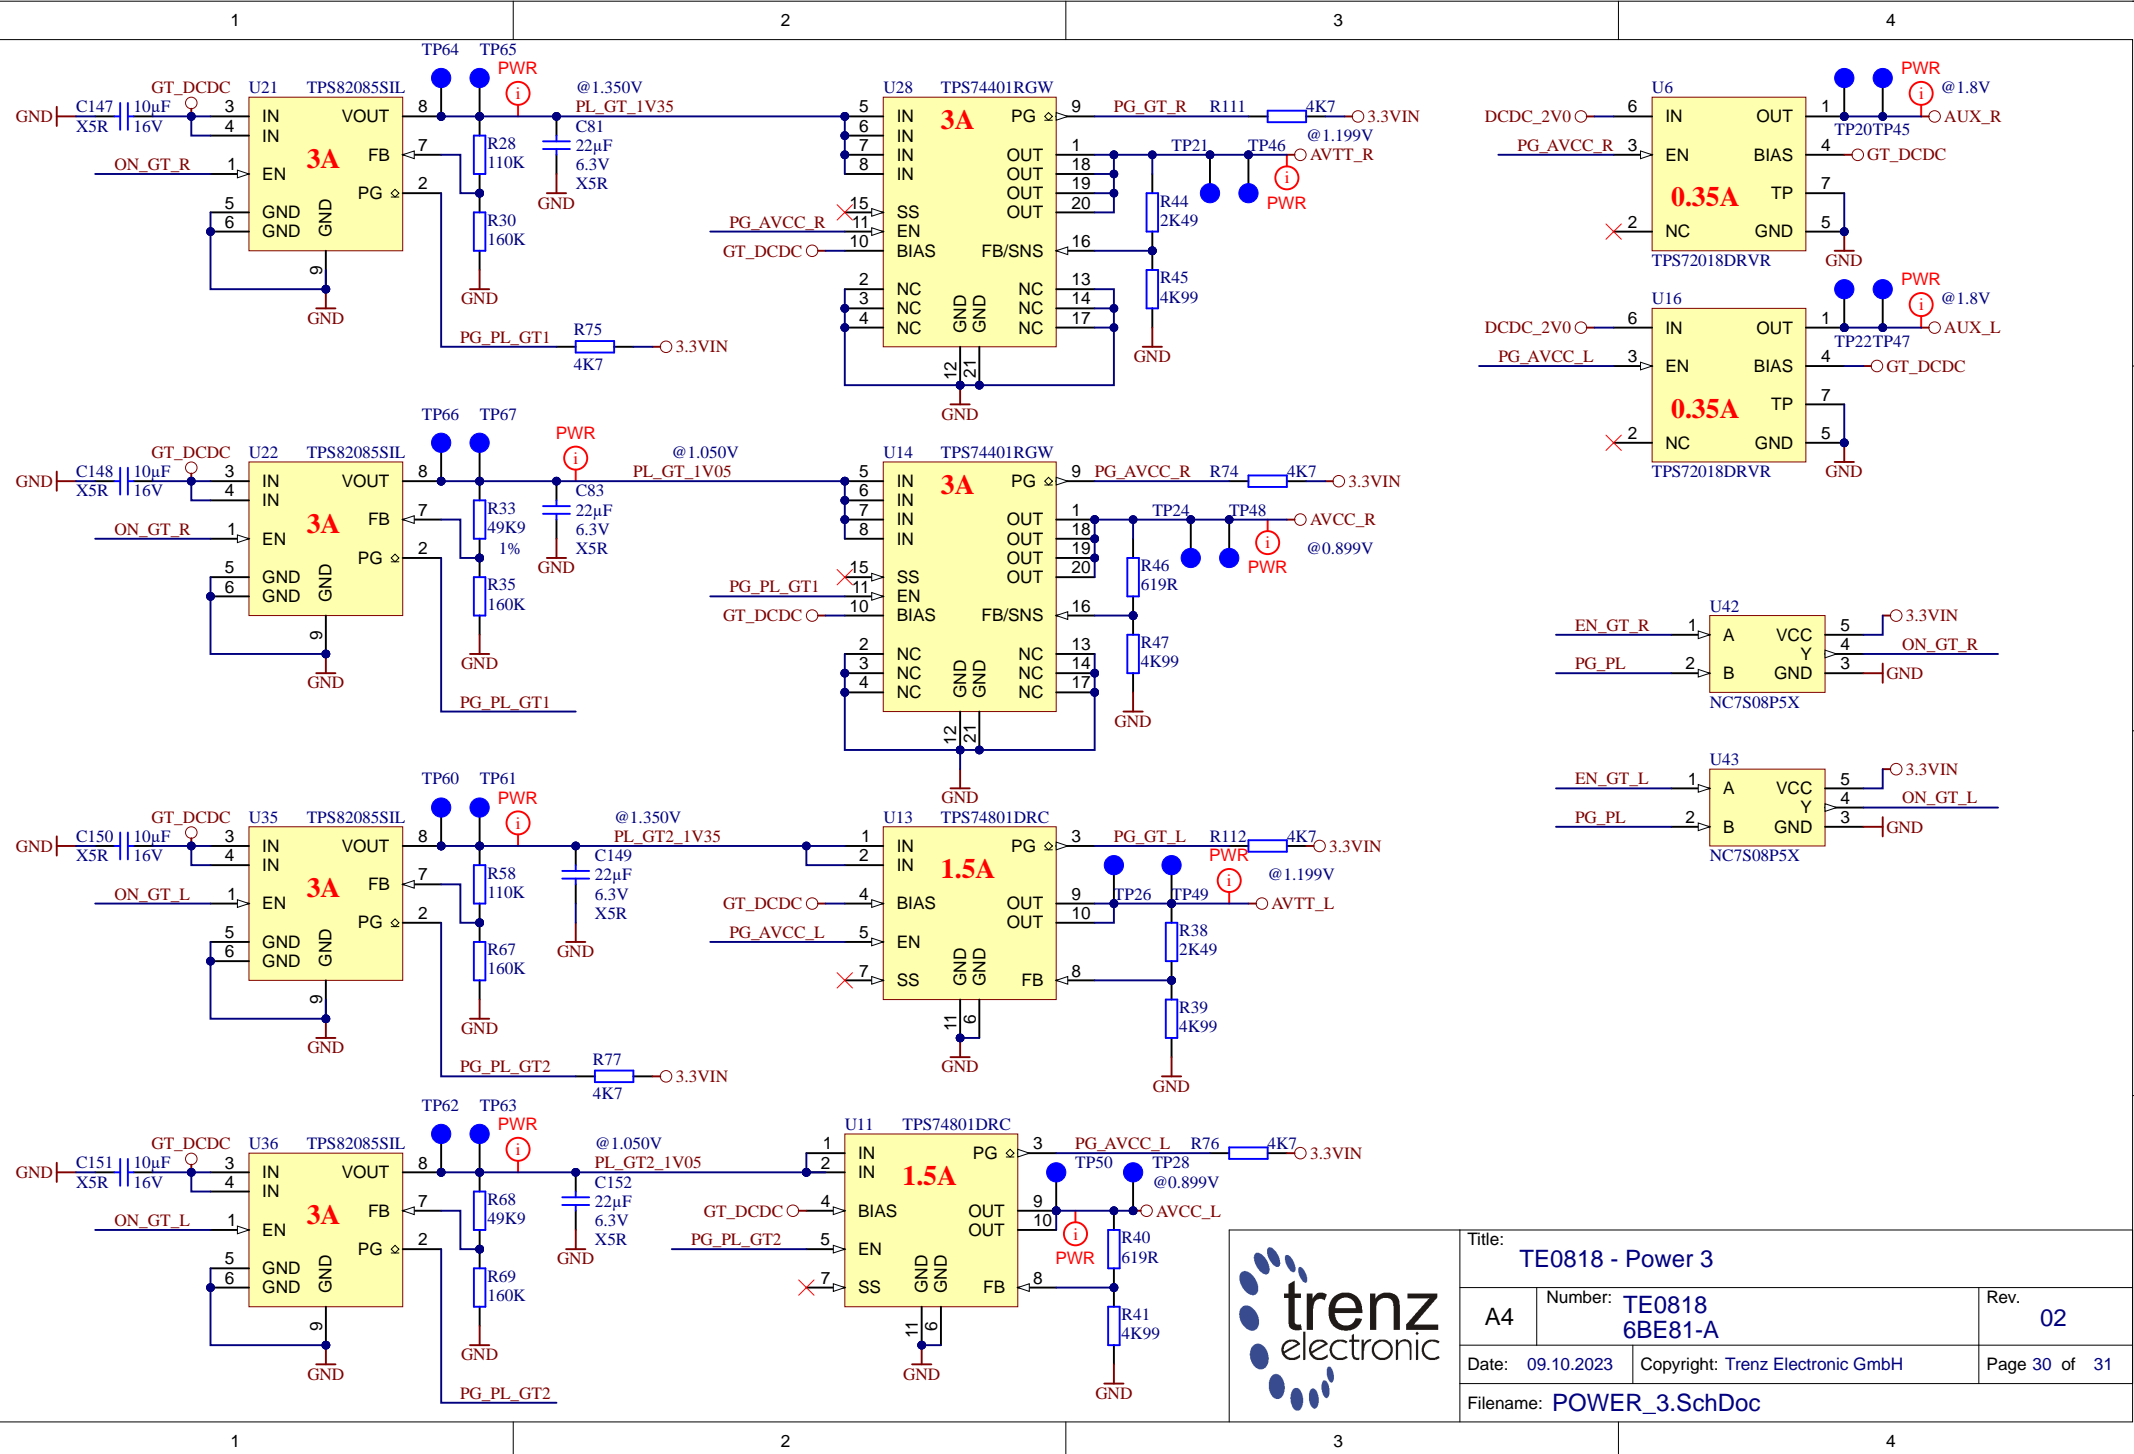 1 2 3 4
TP64 TP65
PWR
GT_DCDC U21 TPS82085SIL @1.350V
GND C147 10µF 3 IN VOUT 8 PL_GT_1V35
X5R 16V 4 IN
R28 110K
C81 22µF 6.3V X5R
GND
ON_GT_R 1 EN 3A FB 7
PG 2
5 GND
6 GND
GND 9
GND
R30 160K
GND
PG_PL_GT1 R75 4K7 3.3VIN
U28 TPS74401RGW
5 IN 3A PG 9 PG_GT_R R111 4K7 3.3VIN
6 IN
7 IN OUT 1 TP21 TP46 @1.199V AVTT_R
8 IN OUT 18
OUT 19
15 SS OUT 20
PWR
PG_AVCC_R 11 EN
GT_DCDC 10 BIAS FB/SNS 16
R44 2K49
R45 4K99
GND
2 NC NC 13
3 NC NC 14
4 NC NC 17
GND GND
12 21
GND
U6
PWR @1.8V
DCDC_2V0 6 IN OUT 1 AUX_R
TP20TP45
PG_AVCC_R 3 EN BIAS 4 GT_DCDC
0.35A TP 7
2 NC GND 5
TPS72018DRVR GND
U16
PWR @1.8V
DCDC_2V0 6 IN OUT 1 AUX_L
TP22TP47
PG_AVCC_L 3 EN BIAS 4 GT_DCDC
0.35A TP 7
2 NC GND 5
TPS72018DRVR GND
TP66 TP67
PWR
GT_DCDC U22 TPS82085SIL @1.050V
GND C148 10µF 3 IN VOUT 8 PL_GT_1V05
X5R 16V 4 IN
R33 49K9 1%
C83 22µF 6.3V X5R
GND
ON_GT_R 1 EN 3A FB 7
PG 2
5 GND
6 GND
GND 9
GND
R35 160K
GND
PG_PL_GT1
U14 TPS74401RGW
5 IN 3A PG 9 PG_AVCC_R R74 4K7 3.3VIN
6 IN
7 IN OUT 1 TP24 TP48 AVCC_R
8 IN OUT 18 @0.899V
OUT 19
15 SS OUT 20
PWR
PG_PL_GT1 11 EN
GT_DCDC 10 BIAS FB/SNS 16
R46 619R
R47 4K99
GND
2 NC NC 13
3 NC NC 14
4 NC NC 17
GND GND
12 21
GND
U42
EN_GT_R 1 A VCC 5 3.3VIN
Y 4 ON_GT_R
PG_PL 2 B GND 3 GND
NC7S08P5X
U43
EN_GT_L 1 A VCC 5 3.3VIN
Y 4 ON_GT_L
PG_PL 2 B GND 3 GND
NC7S08P5X
TP60 TP61
PWR
GT_DCDC U35 TPS82085SIL @1.350V
GND C150 10µF 3 IN VOUT 8 PL_GT2_1V35
X5R 16V 4 IN
R58 110K
C149 22µF 6.3V X5R
GND
ON_GT_L 1 EN 3A FB 7
PG 2
5 GND
6 GND
GND 9
GND
R67 160K
GND
PG_PL_GT2 R77 4K7 3.3VIN
U13 TPS74801DRC
1 IN PG 3 PG_GT_L R112 4K7 3.3VIN
2 IN 1.5A
PWR @1.199V
GT_DCDC 4 BIAS OUT 9 TP26 TP49 AVTT_L
OUT 10
PG_AVCC_L 5 EN
7 SS FB 8
R38 2K49
R39 4K99
GND
GND GND
11 6
GND
TP62 TP63
PWR
GT_DCDC U36 TPS82085SIL @1.050V
GND C151 10µF 3 IN VOUT 8 PL_GT2_1V05
X5R 16V 4 IN
R68 49K9
C152 22µF 6.3V X5R
GND
ON_GT_L 1 EN 3A FB 7
PG 2
5 GND
6 GND
GND 9
GND
R69 160K
GND
PG_PL_GT2
U11 TPS74801DRC
1 IN PG 3 PG_AVCC_L R76 4K7 3.3VIN
2 IN 1.5A
TP50 TP28
@0.899V
GT_DCDC 4 BIAS OUT 9 AVCC_L
OUT 10
PWR
PG_PL_GT2 5 EN
7 SS FB 8
R40 619R
R41 4K99
GND
GND GND
11 6
GND
trenz
electronic
Title:
TE0818 - Power 3
A4 Number: TE0818
6BE81-A
Rev. 02
Date: 09.10.2023 Copyright: Trenz Electronic GmbH Page 30 of 31
Filename: POWER_3.SchDoc
1 2 3 4